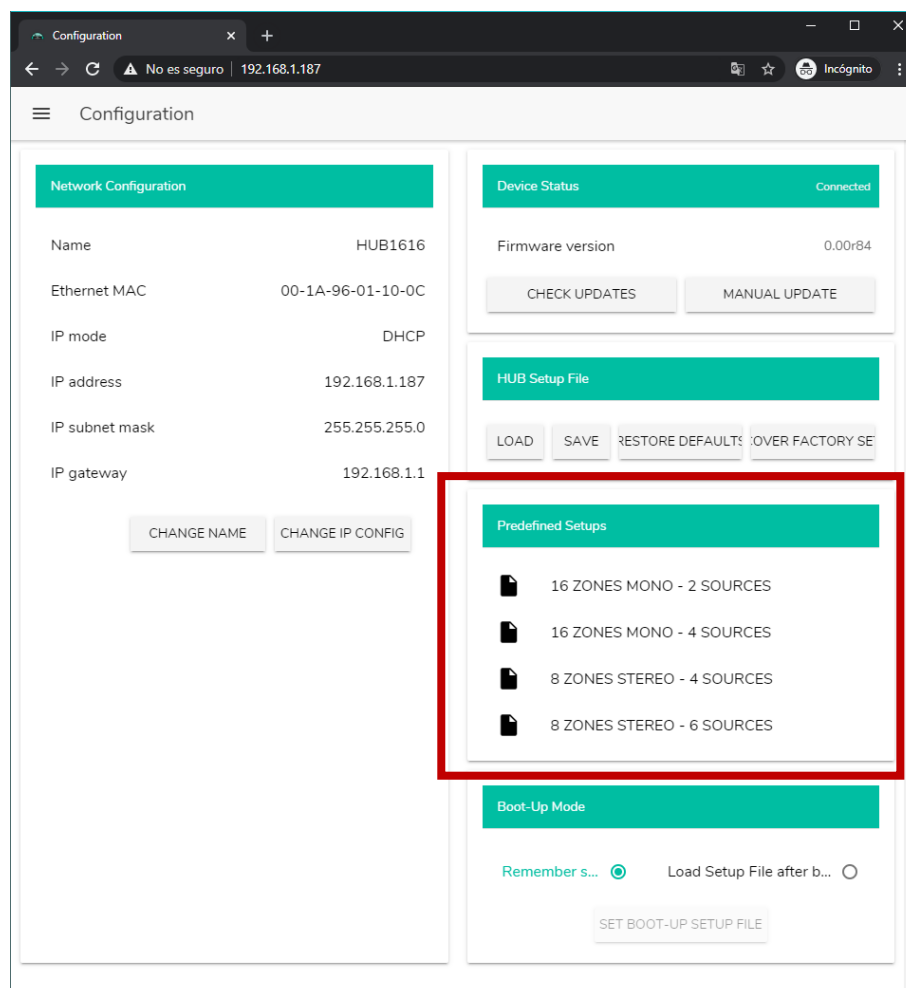 Configuration
No es seguro | 192.168.1.187
Incógnito
Configuration
Network Configuration
Name HUB1616
Ethernet MAC 00-1A-96-01-10-0C
IP mode DHCP
IP address 192.168.1.187
IP subnet mask 255.255.255.0
IP gateway 192.168.1.1
CHANGE NAME CHANGE IP CONFIG
Device Status Connected
Firmware version 0.00r84
CHECK UPDATES MANUAL UPDATE
HUB Setup File
LOAD SAVE RESTORE DEFAULTS OVER FACTORY SE
Predefined Setups
16 ZONES MONO - 2 SOURCES
16 ZONES MONO - 4 SOURCES
8 ZONES STEREO - 4 SOURCES
8 ZONES STEREO - 6 SOURCES
Boot-Up Mode
Remember s... Load Setup File after b...
SET BOOT-UP SETUP FILE